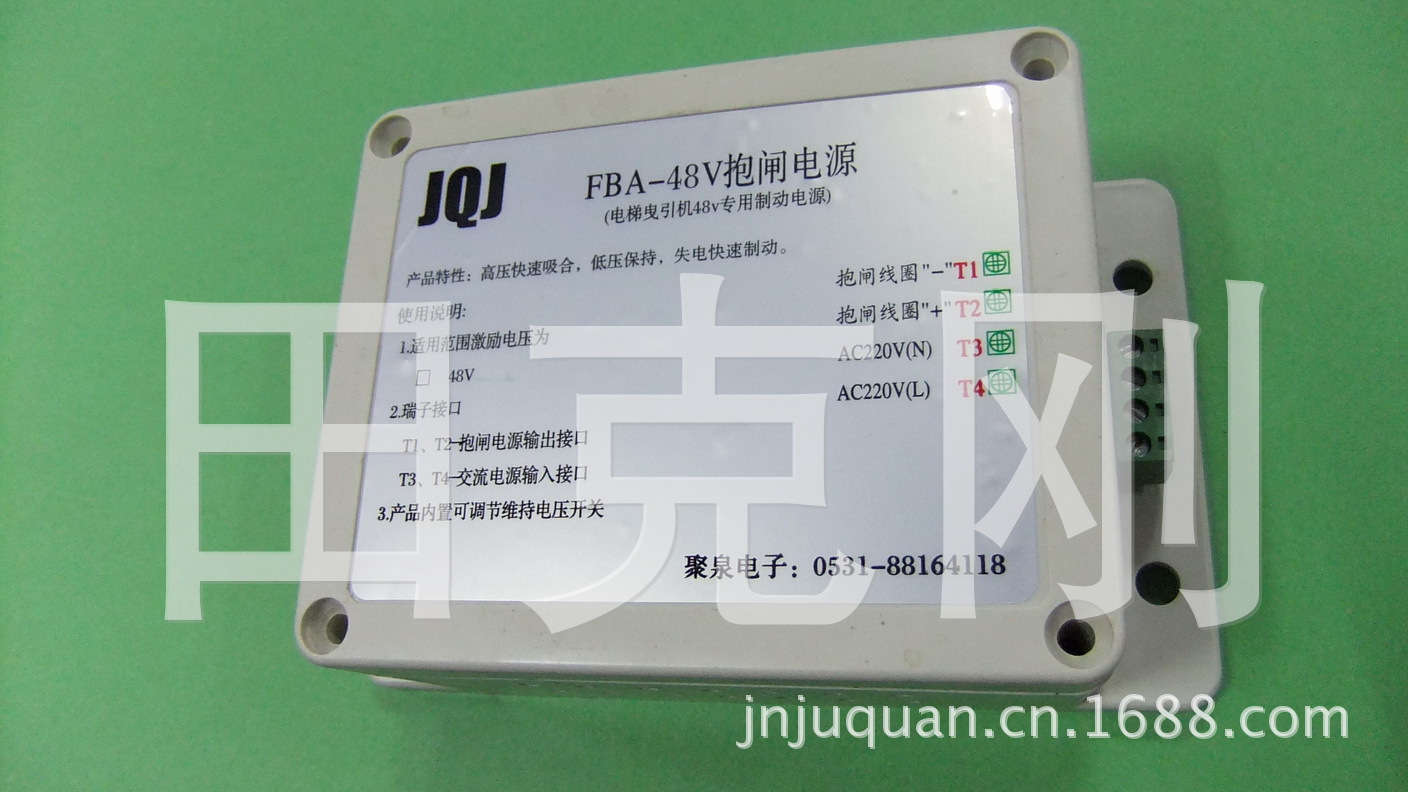 JQJ
FBA-48V抱闸电源
(电梯曳引机48v专用制动电源)
产品特性：高压快速吸合，低压保持，失电快速制动。
使用说明:
1.适用范围激励电压为
□ 48V
2.瑞子接口
T1、T2-抱闸电源输出接口
T3、T4-交流电源输入接口
3.产品内置可调节维持电压开关
抱闸线圈"-"T1
抱闸线圈"+"T2
AC220V(N) T3
AC220V(L) T4
聚泉电子：0531-88164118
田克刚
jnjuquan.cn.1688.com